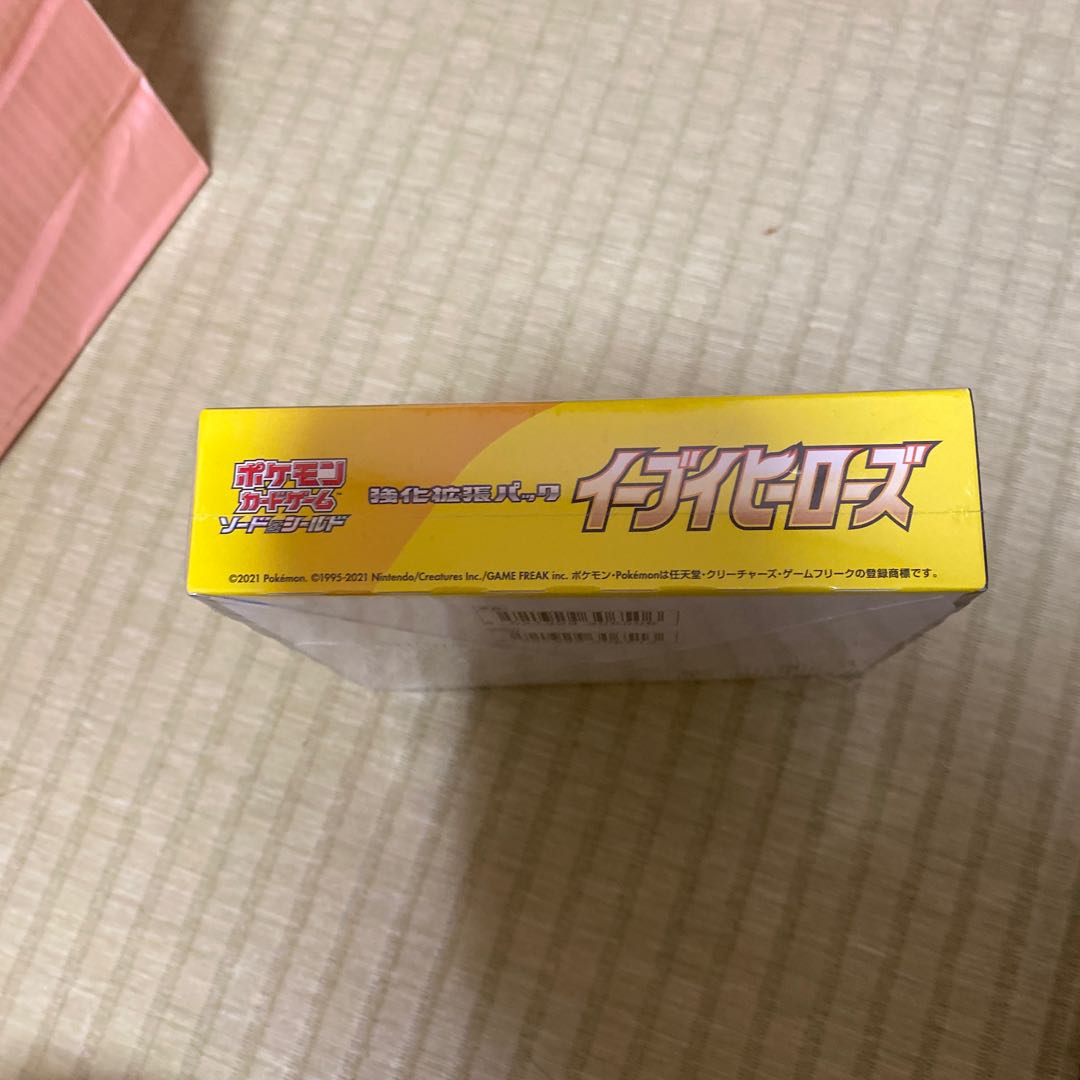 ポケモン
カードゲーム™
ソード&シールド
強化拡張パック
イーブイヒーローズ
©2021 Pokémon. ©1995-2021 Nintendo/Creatures Inc./GAME FREAK inc. ポケモン・Pokémonは任天堂・クリーチャーズ・ゲームフリークの登録商標です。